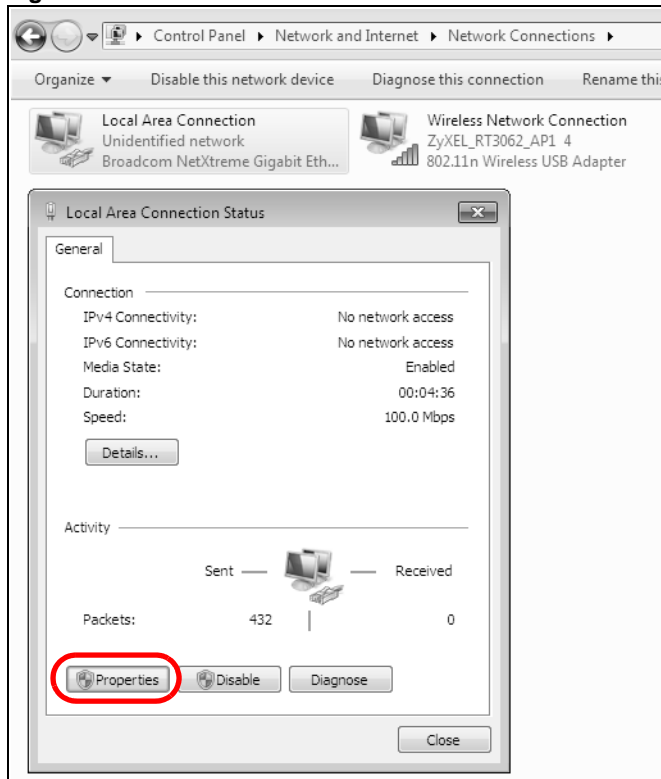 Control Panel ▸ Network and Internet ▸ Network Connections ▸
Organize ▾ Disable this network device Diagnose this connection Rename this
Local Area Connection
Unidentified network
Broadcom NetXtreme Gigabit Eth...
Wireless Network Connection
ZyXEL_RT3062_AP1 4
802.11n Wireless USB Adapter
Local Area Connection Status
General
Connection
IPv4 Connectivity: No network access
IPv6 Connectivity: No network access
Media State: Enabled
Duration: 00:04:36
Speed: 100.0 Mbps
Details...
Activity
Sent — — Received
Packets: 432 | 0
Properties Disable Diagnose
Close